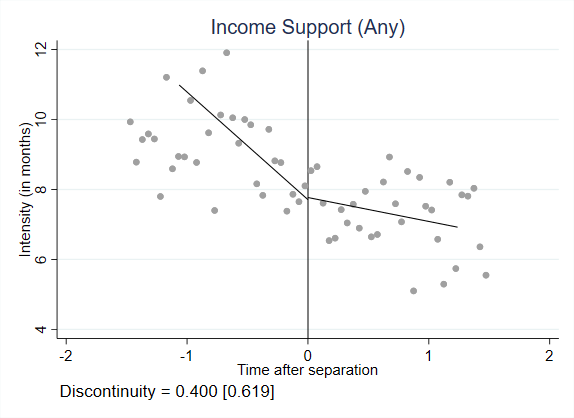 Income Support (Any)
Intensity (in months)
12
10
8
6
4
-2 -1 0 1 2
Time after separation
Discontinuity = 0.400 [0.619]